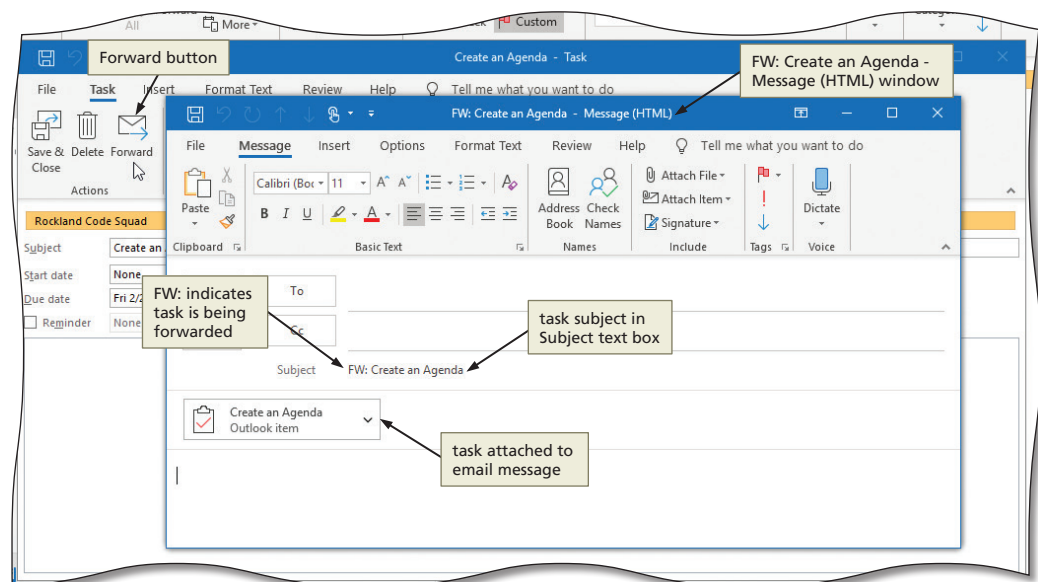 All
More
Custom
Create an Agenda - Task
Forward button
FW: Create an Agenda -
Message (HTML) window
File Task Insert Format Text Review Help Tell me what you want to do
FW: Create an Agenda - Message (HTML)
Save &
Close
Delete
Forward
Actions
File Message Insert Options Format Text Review Help Tell me what you want to do
Paste
Clipboard
Calibri (Boc 11
B I U
Basic Text
Address
Book
Check
Names
Names
Attach File
Attach Item
Signature
Include
Tags
Dictate
Voice
Rockland Code Squad
Subject Create an
Start date None
Due date Fri 2/2
Reminder None
FW: indicates
task is being
forwarded
To
Cc
task subject in
Subject text box
Subject FW: Create an Agenda
Create an Agenda
Outlook item
task attached to
email message